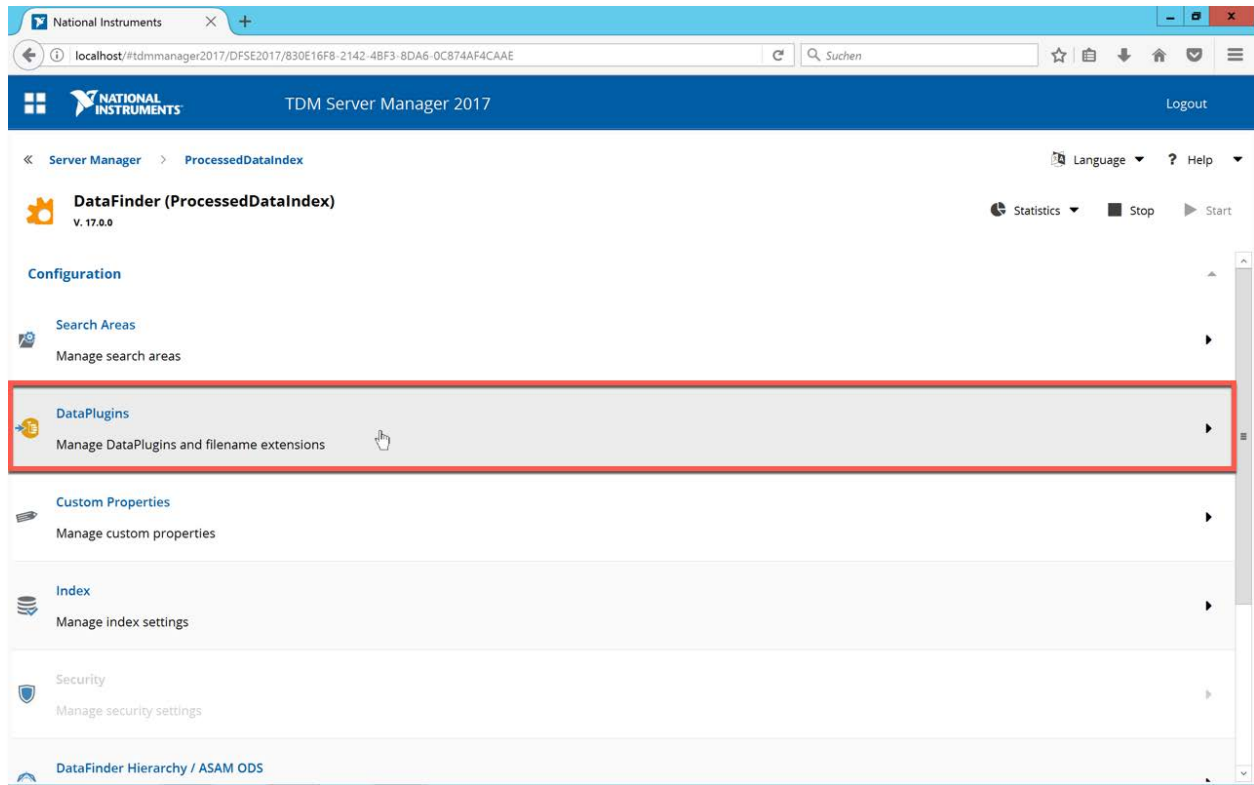 National Instruments
localhost/#tdmmanager2017/DFSE2017/830E16F8-2142-4BF3-8DA6-0C874AF4CAAE
Suchen
NATIONAL INSTRUMENTS
TDM Server Manager 2017
Logout
Server Manager > ProcessedDataIndex
Language
? Help
DataFinder (ProcessedDataIndex)
V. 17.0.0
Statistics
Stop
Start
Configuration
Search Areas
Manage search areas
DataPlugins
Manage DataPlugins and filename extensions
Custom Properties
Manage custom properties
Index
Manage index settings
Security
Manage security settings
DataFinder Hierarchy / ASAM ODS